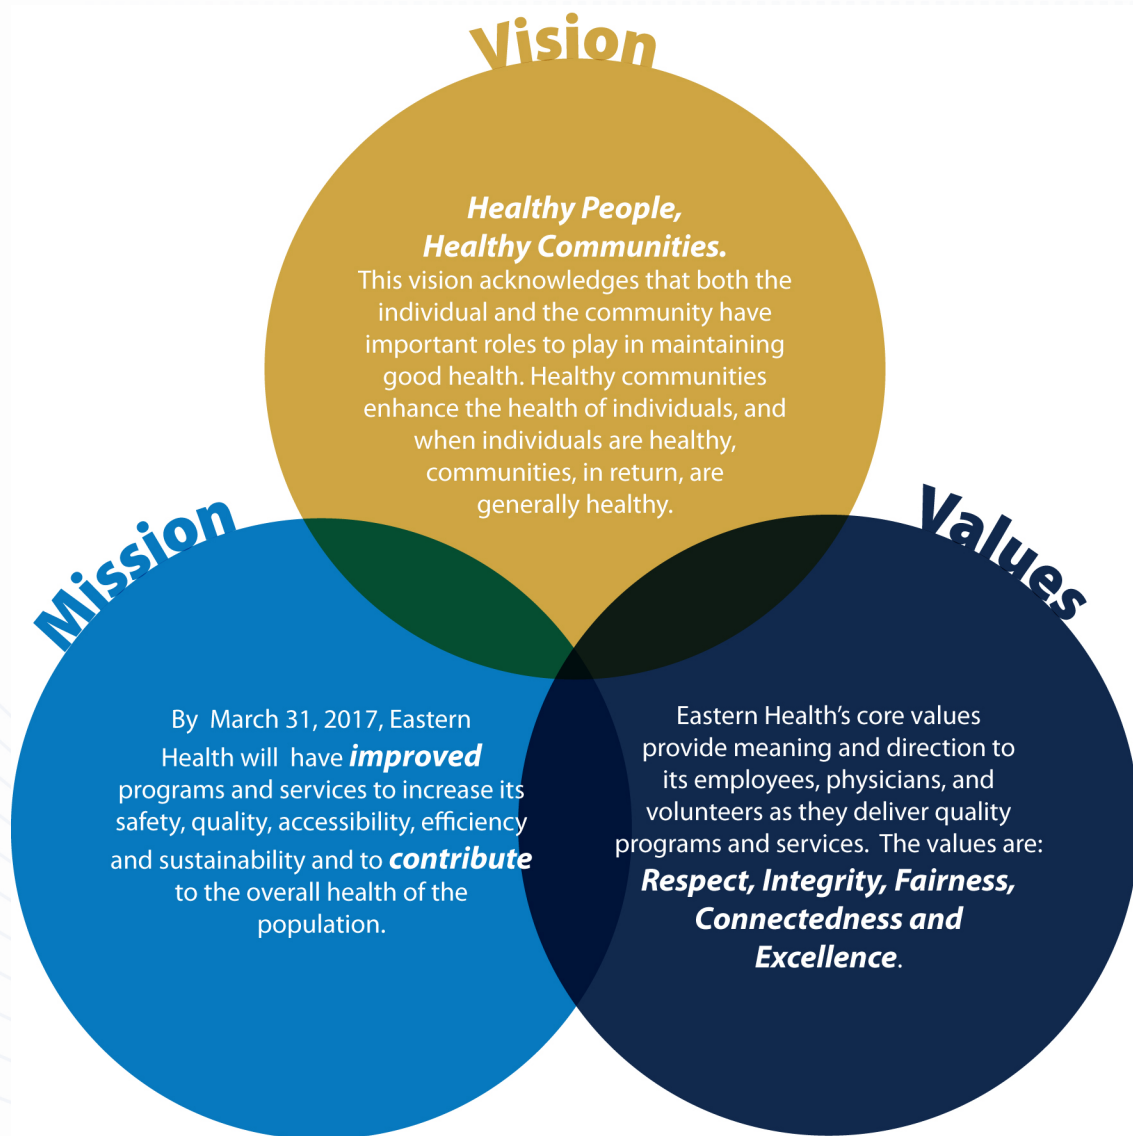 Vision
Healthy People,
Healthy Communities.
This vision acknowledges that both the
individual and the community have
important roles to play in maintaining
good health. Healthy communities
enhance the health of individuals, and
when individuals are healthy,
communities, in return, are
generally healthy.
Mission
By March 31, 2017, Eastern
Health will have improved
programs and services to increase its
safety, quality, accessibility, efficiency
and sustainability and to contribute
to the overall health of the
population.
Values
Eastern Health’s core values
provide meaning and direction to
its employees, physicians, and
volunteers as they deliver quality
programs and services. The values are:
Respect, Integrity, Fairness,
Connectedness and
Excellence.